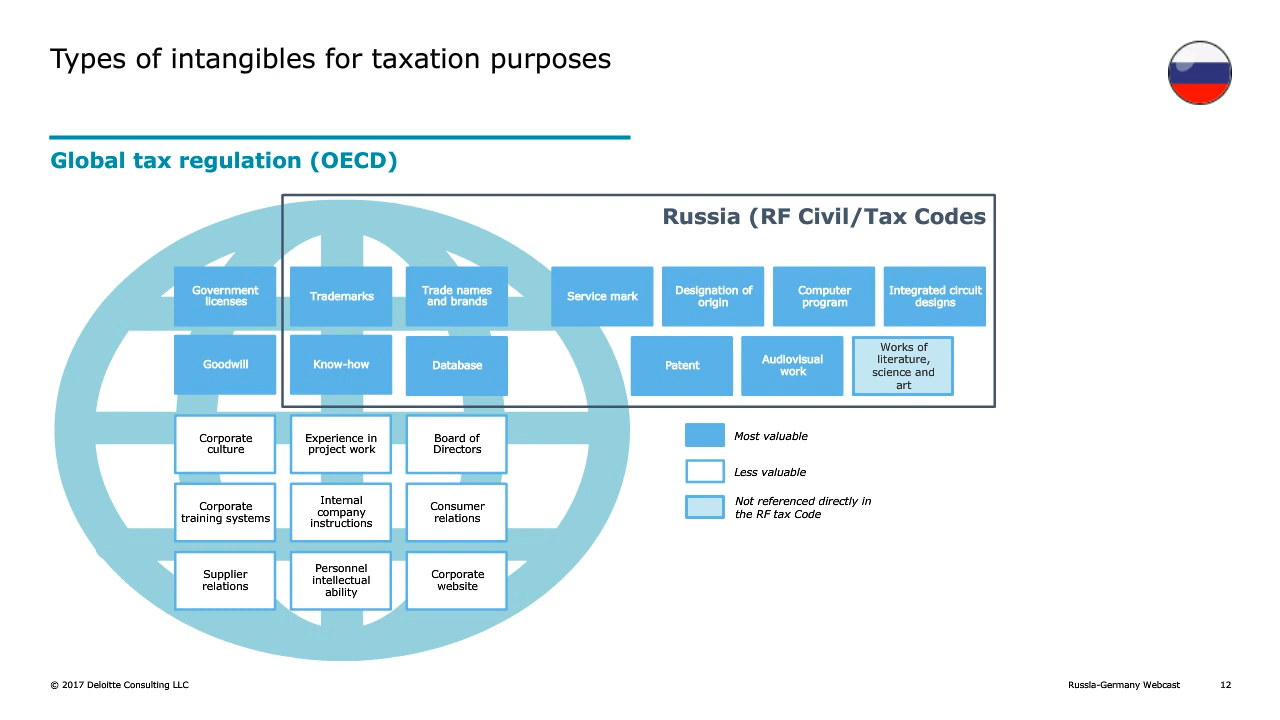 Types of intangibles for taxation purposes
Global tax regulation (OECD)
Russia (RF Civil/Tax Codes
Government
licenses
Trademarks
Trade names
and brands
Service mark
Designation of
origin
Computer
program
Integrated circuit
designs
Goodwill
Know-how
Database
Patent
Audiovisual
work
Works of
literature,
science and
art
Corporate
culture
Experience in
project work
Board of
Directors
Corporate
training systems
Internal
company
instructions
Consumer
relations
Supplier
relations
Personnel
intellectual
ability
Corporate
website
Most valuable
Less valuable
Not referenced directly in
the RF tax Code
© 2017 Deloitte Consulting LLC
Russia-Germany Webcast
12